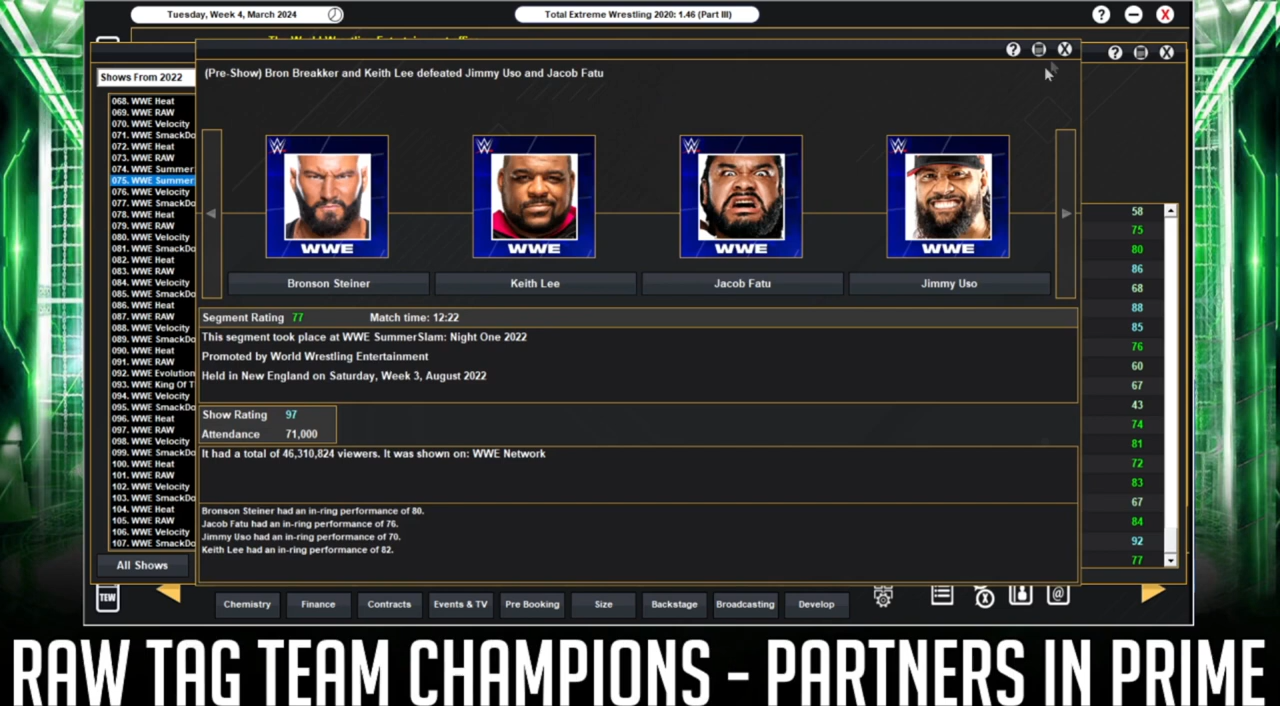 Tuesday, Week 4, March 2024
Total Extreme Wrestling 2020: 1.46 (Part III)
(Pre-Show) Bron Breakker and Keith Lee defeated Jimmy Uso and Jacob Fatu
Shows From 2022
068. WWE Heat
069. WWE RAW
070. WWE Velocity
071. WWE SmackDo
072. WWE Heat
073. WWE RAW
074. WWE Summer
075. WWE Summer
076. WWE Velocity
077. WWE SmackDo
078. WWE Heat
079. WWE RAW
080. WWE Velocity
081. WWE SmackDo
082. WWE Heat
083. WWE RAW
084. WWE Velocity
085. WWE SmackDo
086. WWE Heat
087. WWE RAW
088. WWE Velocity
089. WWE SmackDo
090. WWE Heat
091. WWE RAW
092. WWE Evolution
093. WWE King Of T
094. WWE Velocity
095. WWE SmackDo
096. WWE Heat
097. WWE RAW
098. WWE Velocity
099. WWE SmackDo
100. WWE Heat
101. WWE RAW
102. WWE Velocity
103. WWE SmackDo
104. WWE Heat
105. WWE RAW
106. WWE Velocity
107. WWE SmackDo
All Shows
WWE WWE WWE WWE
Bronson Steiner Keith Lee Jacob Fatu Jimmy Uso
Segment Rating 77 Match time: 12:22
This segment took place at WWE SummerSlam: Night One 2022
Promoted by World Wrestling Entertainment
Held in New England on Saturday, Week 3, August 2022
Show Rating 97
Attendance 71,000
It had a total of 46,310,824 viewers. It was shown on: WWE Network
Bronson Steiner had an in-ring performance of 80.
Jacob Fatu had an in-ring performance of 76.
Jimmy Uso had an in-ring performance of 70.
Keith Lee had an in-ring performance of 82.
58
75
80
86
68
88
85
76
60
67
43
74
81
72
83
67
84
92
77
TEW
Chemistry Finance Contracts Events & TV Pre Booking Size Backstage Broadcasting Develop
RAW TAG TEAM CHAMPIONS - PARTNERS IN PRIME